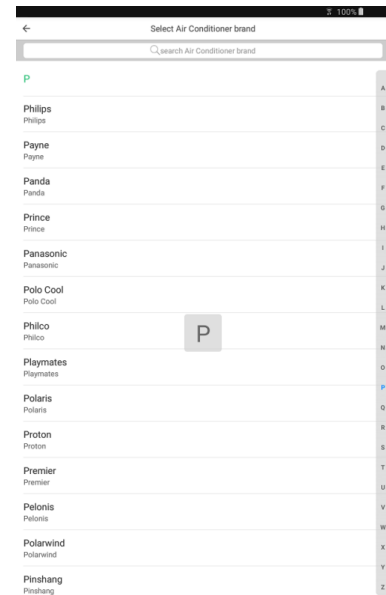 100%
Select Air Conditioner brand
search Air Conditioner brand
P
Philips
Philips
Payne
Payne
Panda
Panda
Prince
Prince
Panasonic
Panasonic
Polo Cool
Polo Cool
Philco
Philco
P
Playmates
Playmates
Polaris
Polaris
Proton
Proton
Premier
Premier
Pelonis
Pelonis
Polarwind
Polarwind
Pinshang
Pinshang
A
B
C
D
E
F
G
H
I
J
K
L
M
N
O
P
Q
R
S
T
U
V
W
X
Y
Z